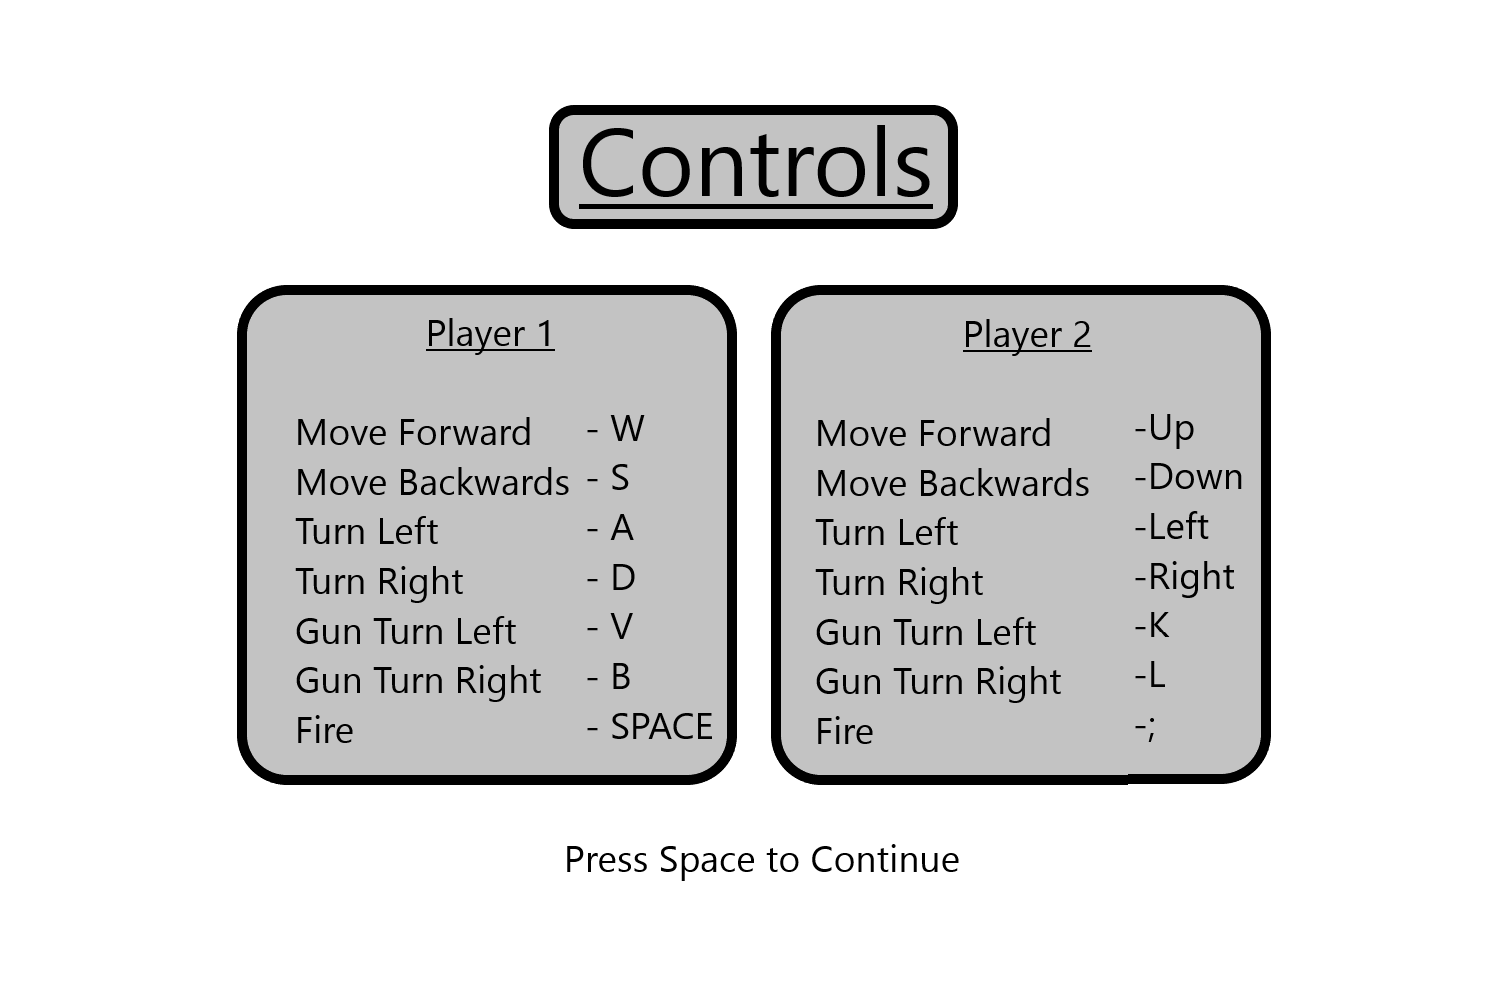 Controls
Player 1
Move Forward - W
Move Backwards - S
Turn Left - A
Turn Right - D
Gun Turn Left - V
Gun Turn Right - B
Fire - SPACE
Player 2
Move Forward -Up
Move Backwards -Down
Turn Left -Left
Turn Right -Right
Gun Turn Left -K
Gun Turn Right -L
Fire -;
Press Space to Continue